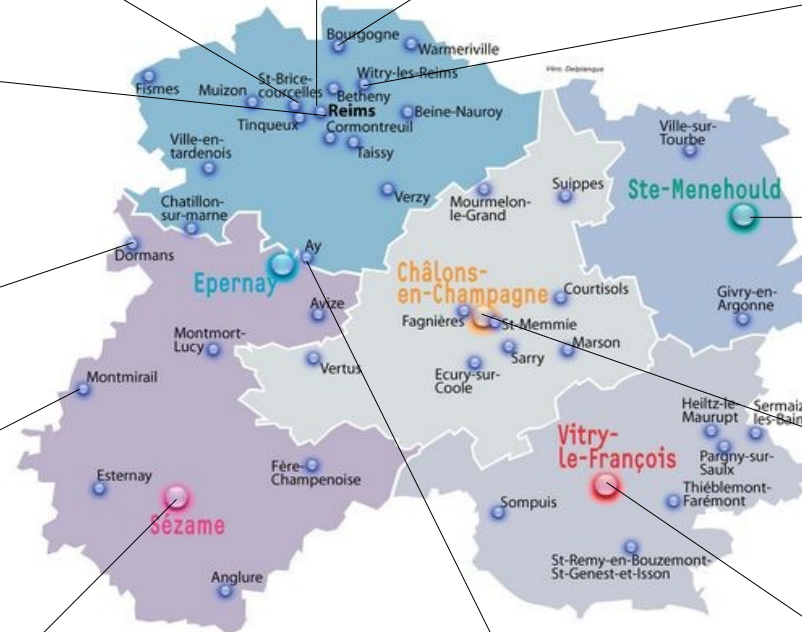 Bourgogne
Warmeriville
Véro. Delplanque
Fismes
Muizon
St-Brice-
courcelles
Witry-les-Reims
Betheny
Reims
Beine-Nauroy
Tinqueux
Cormontreuil
Taissy
Ville-en-
tardenois
Ville-sur-
Tourbe
Verzy
Mourmelon-
le-Grand
Suippes
Ste-Menehould
Chatillon-
sur-marne
Dormans
Ay
Epernay
Châlons-
en-Champagne
Courtisols
Givry-en-
Argonne
Avize
Fagnières
St-Memmie
Montmort-
Lucy
Vertus
Sarry
Marson
Ecury-sur-
Coole
Montmirail
Heiltz-le-
Maurupt
Sermaiz
les-Bain
Vitry-
le-François
Pargny-sur-
Saulx
Esternay
Fère-
Champenoise
Thiéblemont-
Farémont
Sézame
Sompuis
St-Remy-en-Bouzemont-
St-Genest-et-Isson
Anglure